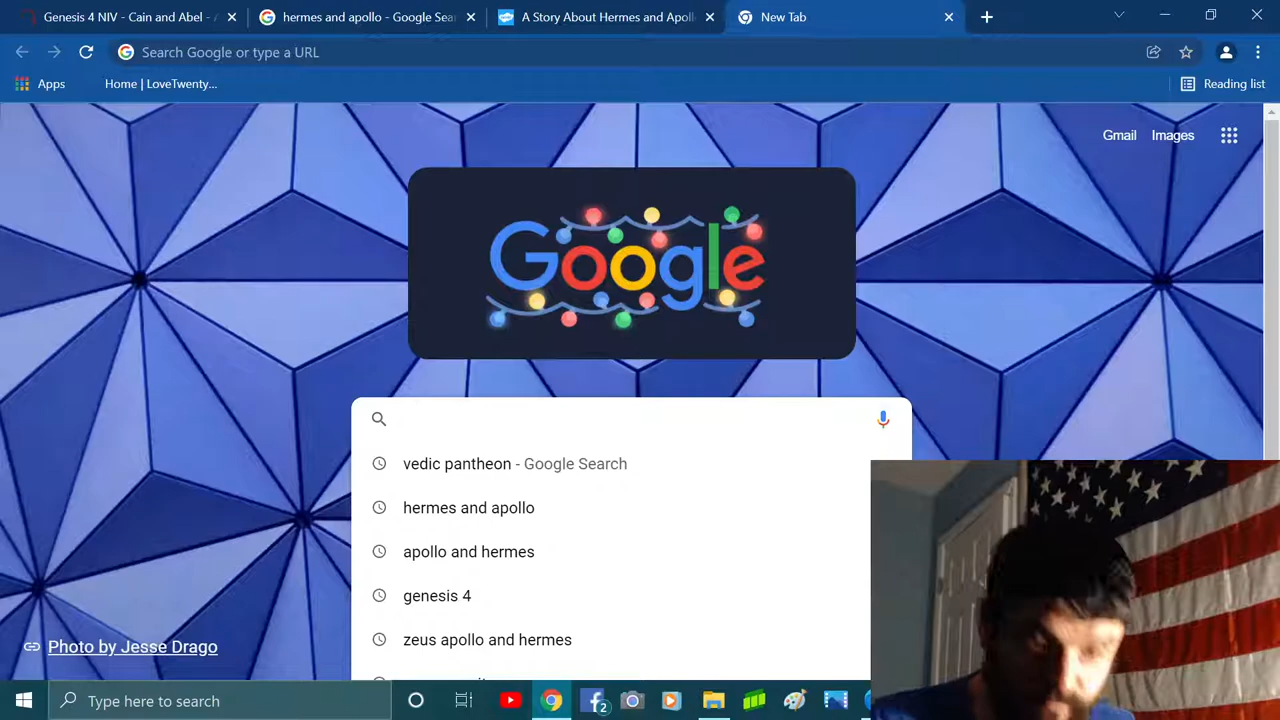 Genesis 4 NIV - Cain and Abel -
hermes and apollo - Google Sea
A Story About Hermes and Apoll
New Tab
Search Google or type a URL
Apps
Home | LoveTwenty...
Reading list
Gmail
Images
Google
vedic pantheon - Google Search
hermes and apollo
apollo and hermes
genesis 4
zeus apollo and hermes
Photo by Jesse Drago
Type here to search
2